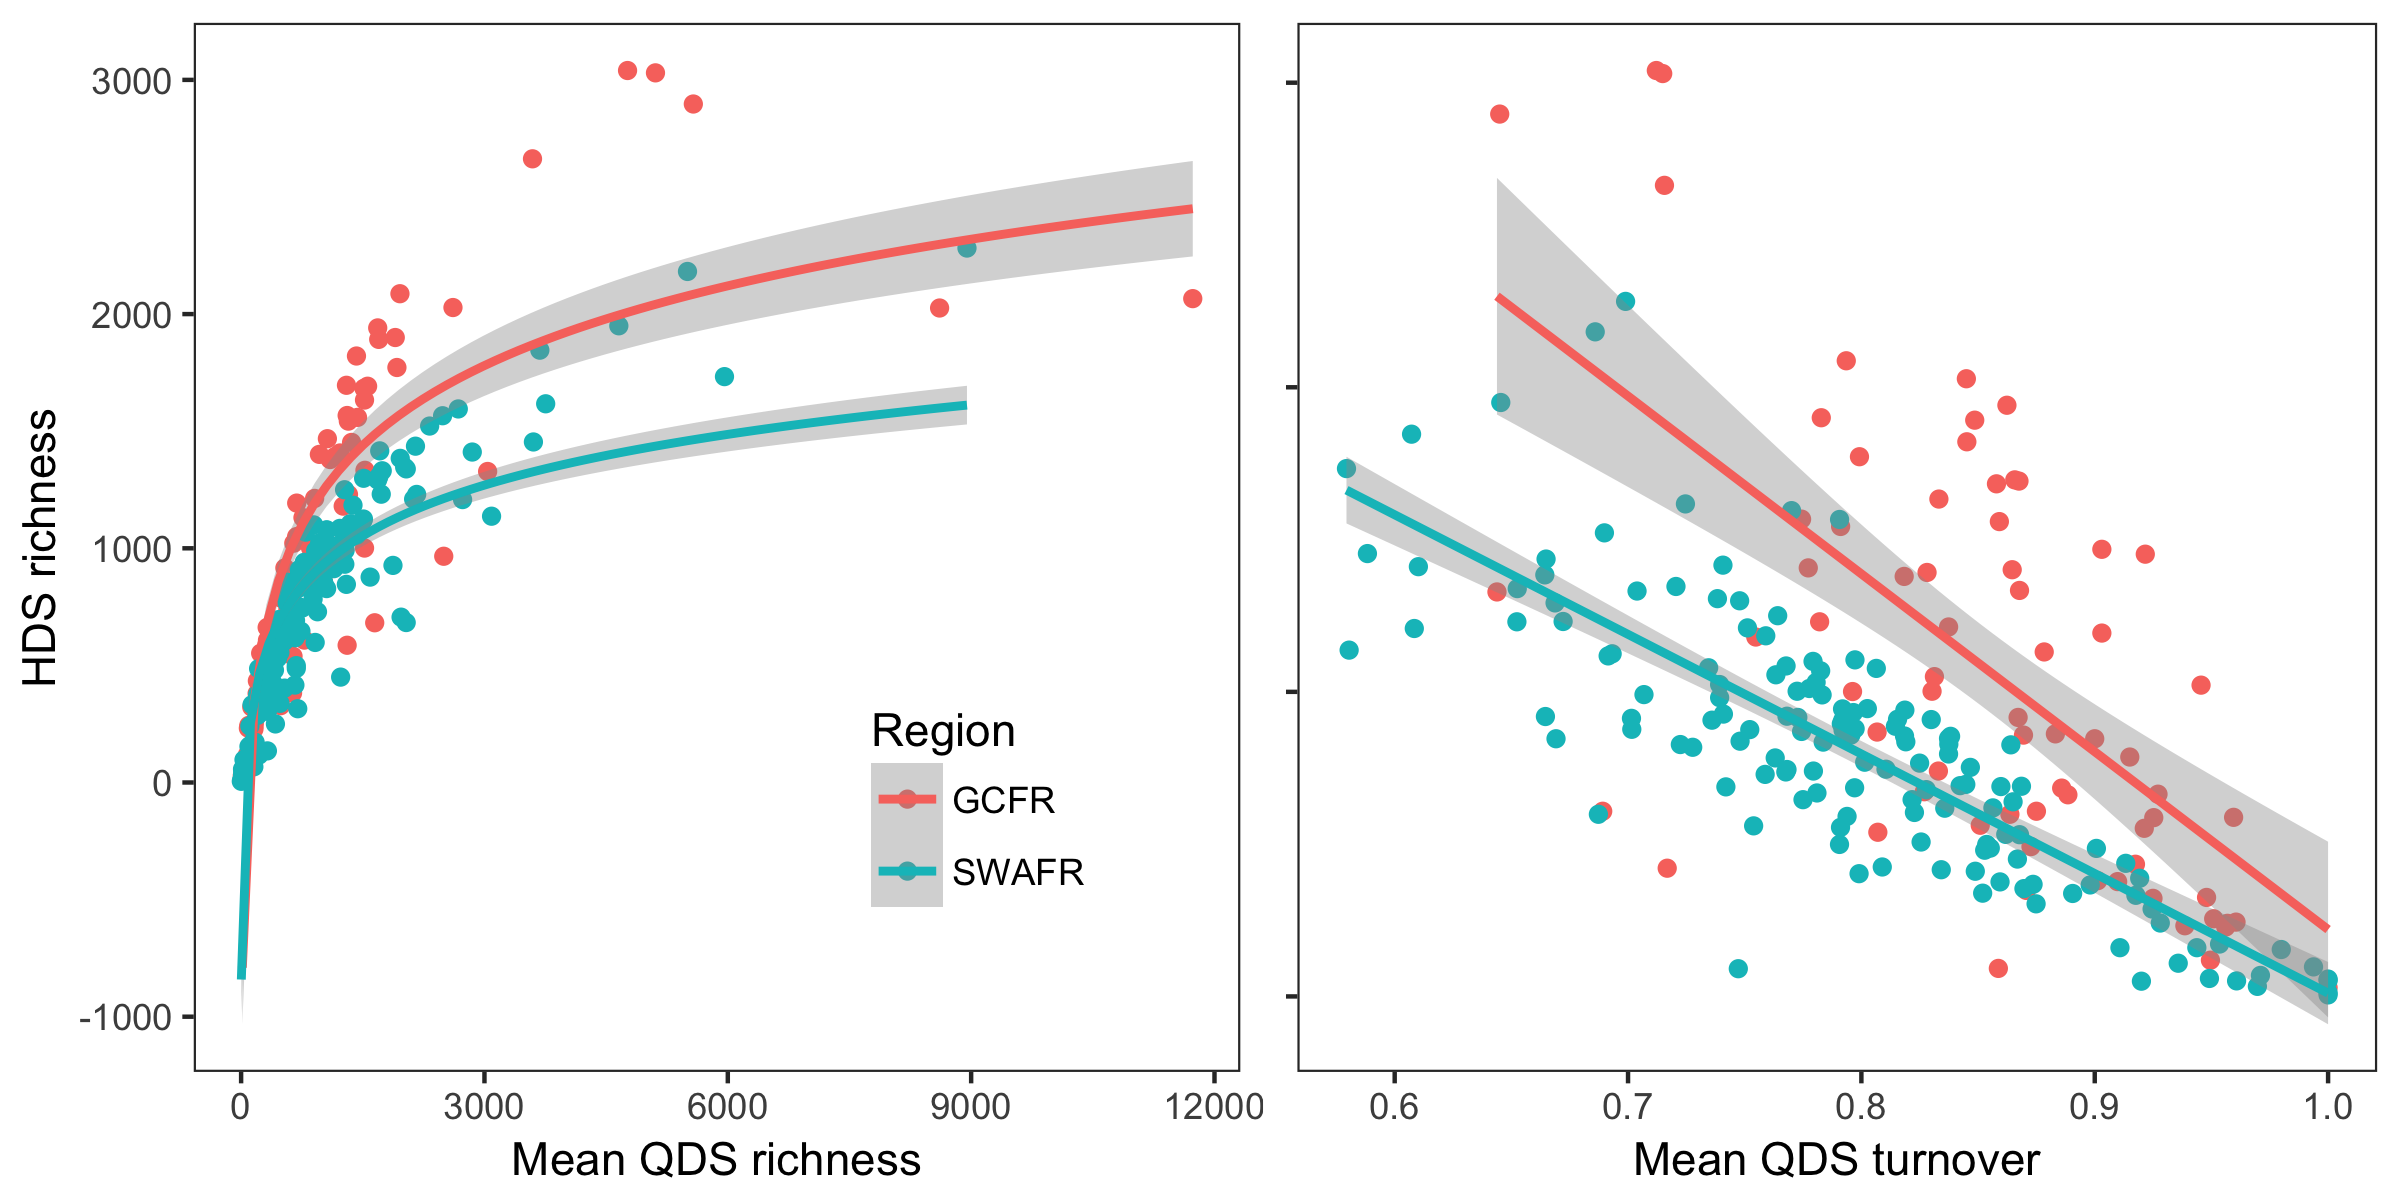 HDS richness
3000
2000
1000
0
-1000
0 3000 6000 9000 12000
Mean QDS richness
Region
GCFR
SWAFR
0.6 0.7 0.8 0.9 1.0
Mean QDS turnover